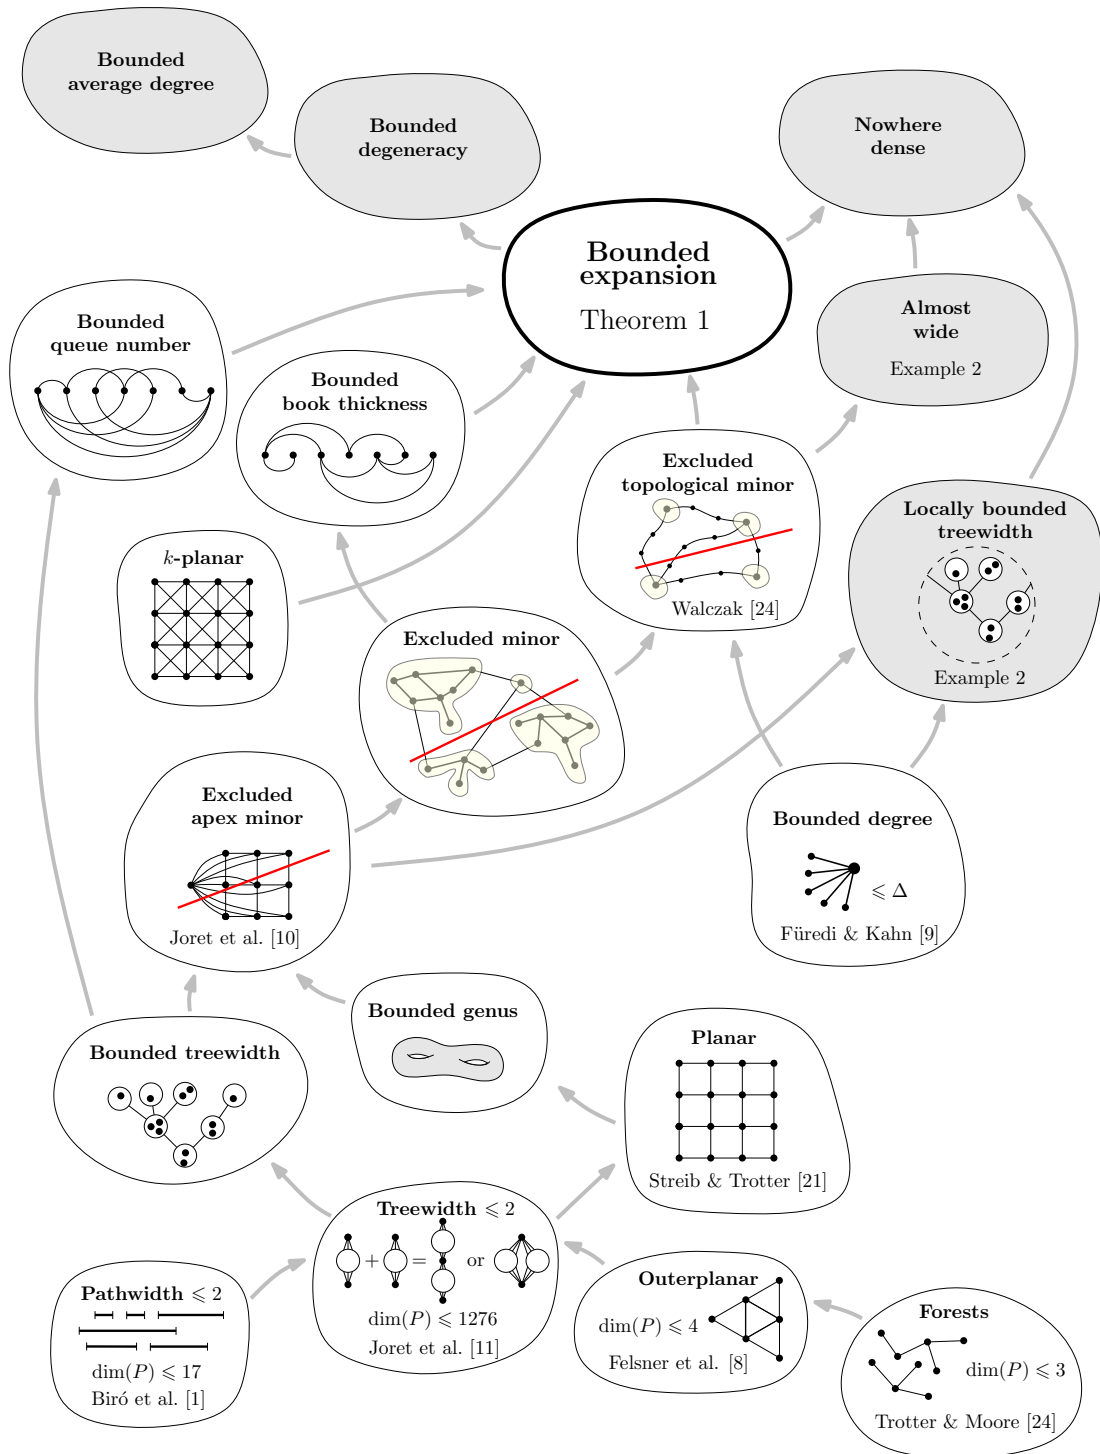 Bounded
average degree
Bounded
degeneracy
Nowhere
dense
Bounded
expansion
Theorem 1
Almost
wide
Example 2
Bounded
queue number
Bounded
book thickness
Excluded
topological minor
Walczak [24]
Locally bounded
treewidth
Example 2
k-planar
Excluded minor
Excluded
apex minor
Joret et al. [10]
Bounded degree
⩽ Δ
Füredi & Kahn [9]
Bounded genus
Bounded treewidth
Planar
Streib & Trotter [21]
Treewidth ⩽ 2
+ = or
dim(P) ⩽ 1276
Joret et al. [11]
Pathwidth ⩽ 2
dim(P) ⩽ 17
Biró et al. [1]
Outerplanar
dim(P) ⩽ 4
Felsner et al. [8]
Forests
dim(P) ⩽ 3
Trotter & Moore [24]